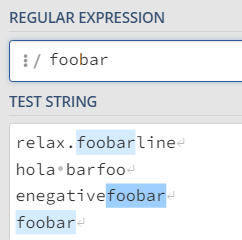 REGULAR EXPRESSION
⋮ / foobar
TEST STRING
relax.foobarline↵
hola•barfoo↵
enegativefoobar↵
foobar↵